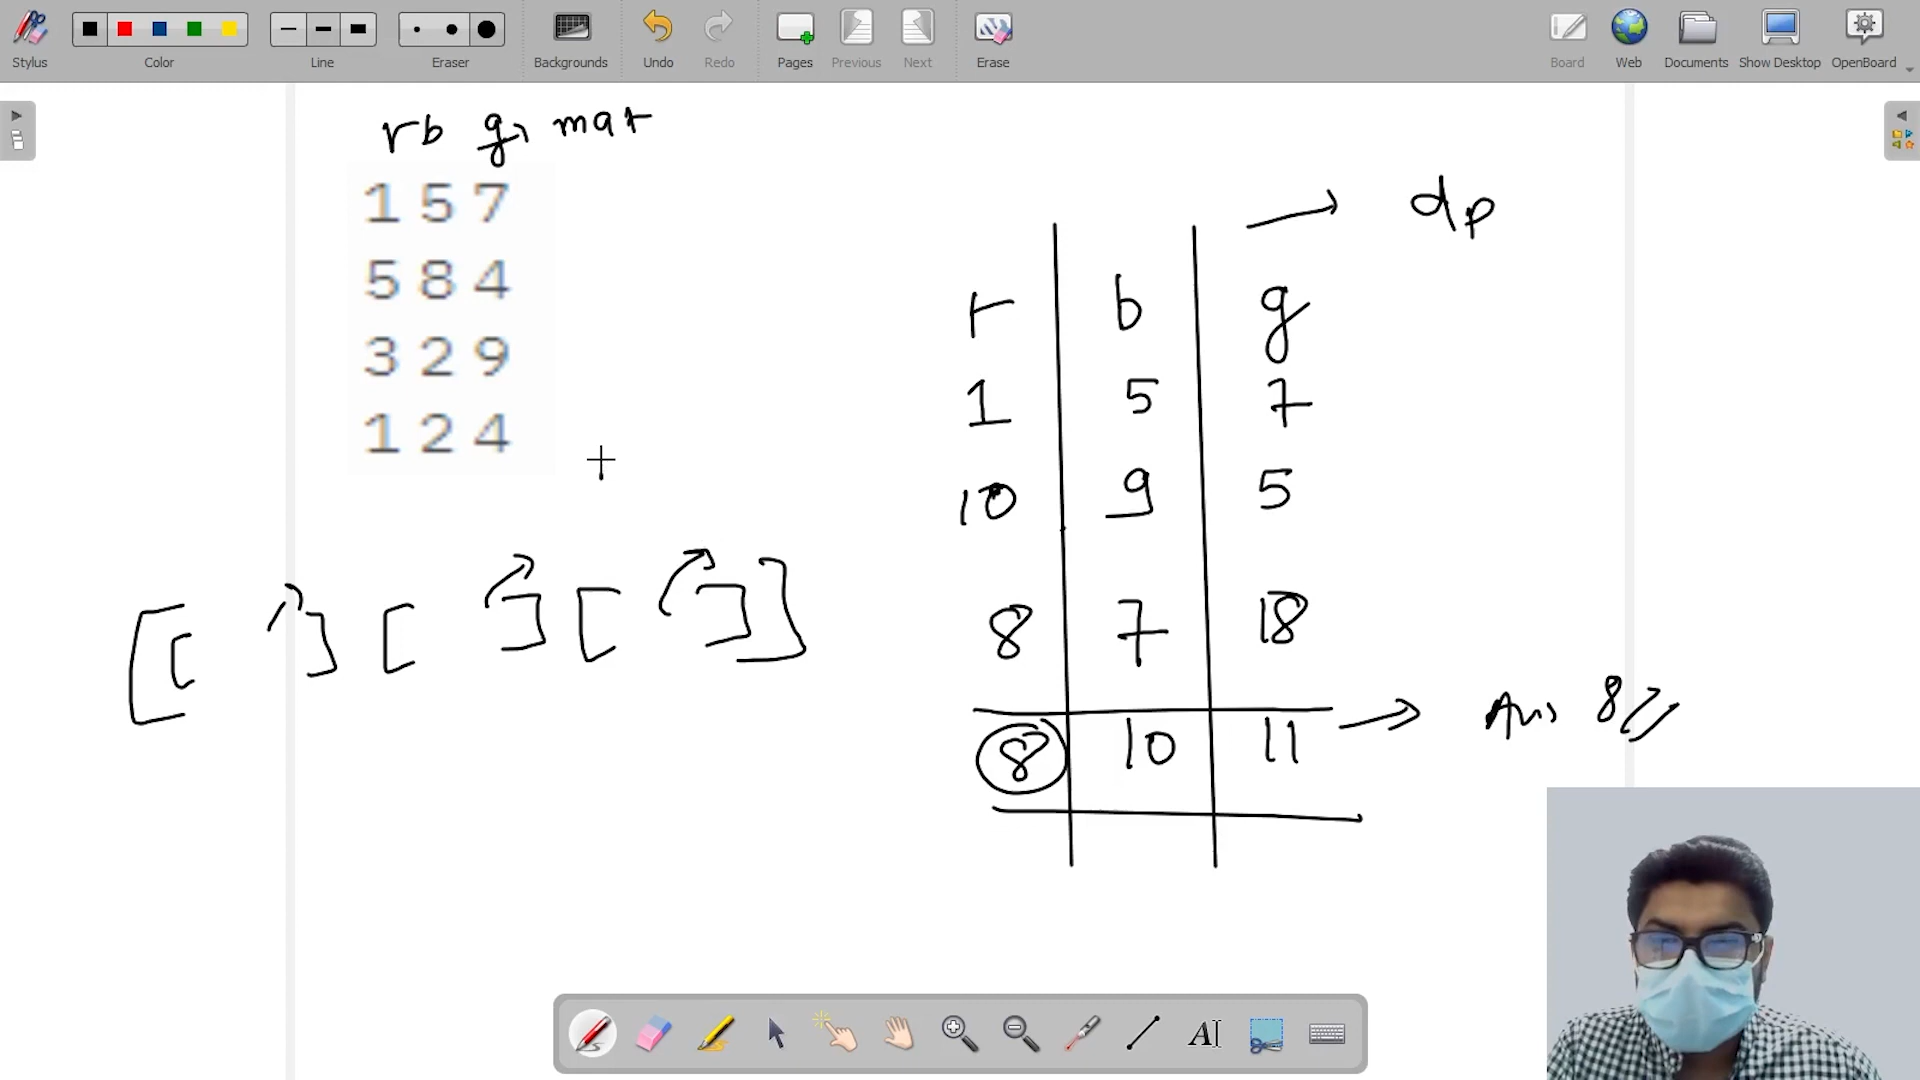 Stylus Color Line Eraser Backgrounds Undo Redo Pages Previous Next Erase Board Web Documents Show Desktop OpenBoard
r b g, mat
1 5 7
5 8 4
3 2 9
1 2 4
dp
r b g
1 5 7
10 9 5
8 7 18
8 10 11
Ans 8